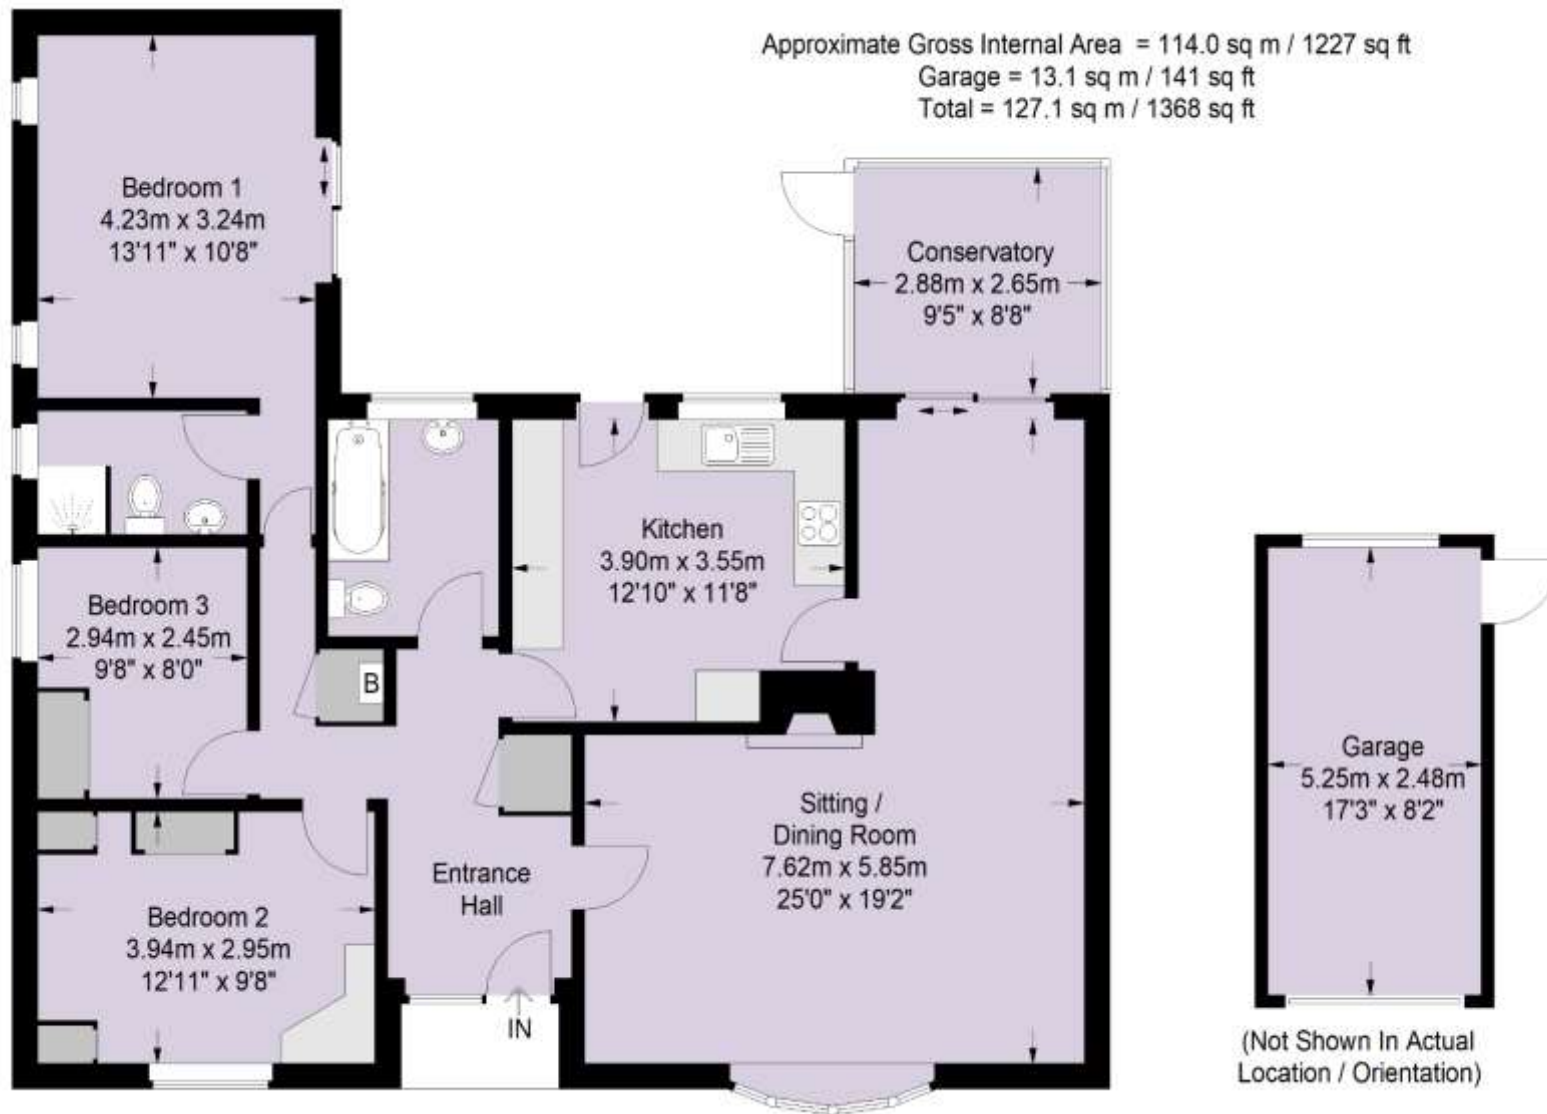 Approximate Gross Internal Area = 114.0 sq m / 1227 sq ft
Garage = 13.1 sq m / 141 sq ft
Total = 127.1 sq m / 1368 sq ft
Bedroom 1
4.23m x 3.24m
13'11" x 10'8"
Conservatory
2.88m x 2.65m
9'5" x 8'8"
Kitchen
3.90m x 3.55m
12'10" x 11'8"
Bedroom 3
2.94m x 2.45m
9'8" x 8'0"
B
Garage
5.25m x 2.48m
17'3" x 8'2"
Sitting /
Dining Room
7.62m x 5.85m
25'0" x 19'2"
Entrance
Hall
Bedroom 2
3.94m x 2.95m
12'11" x 9'8"
IN
(Not Shown In Actual
Location / Orientation)